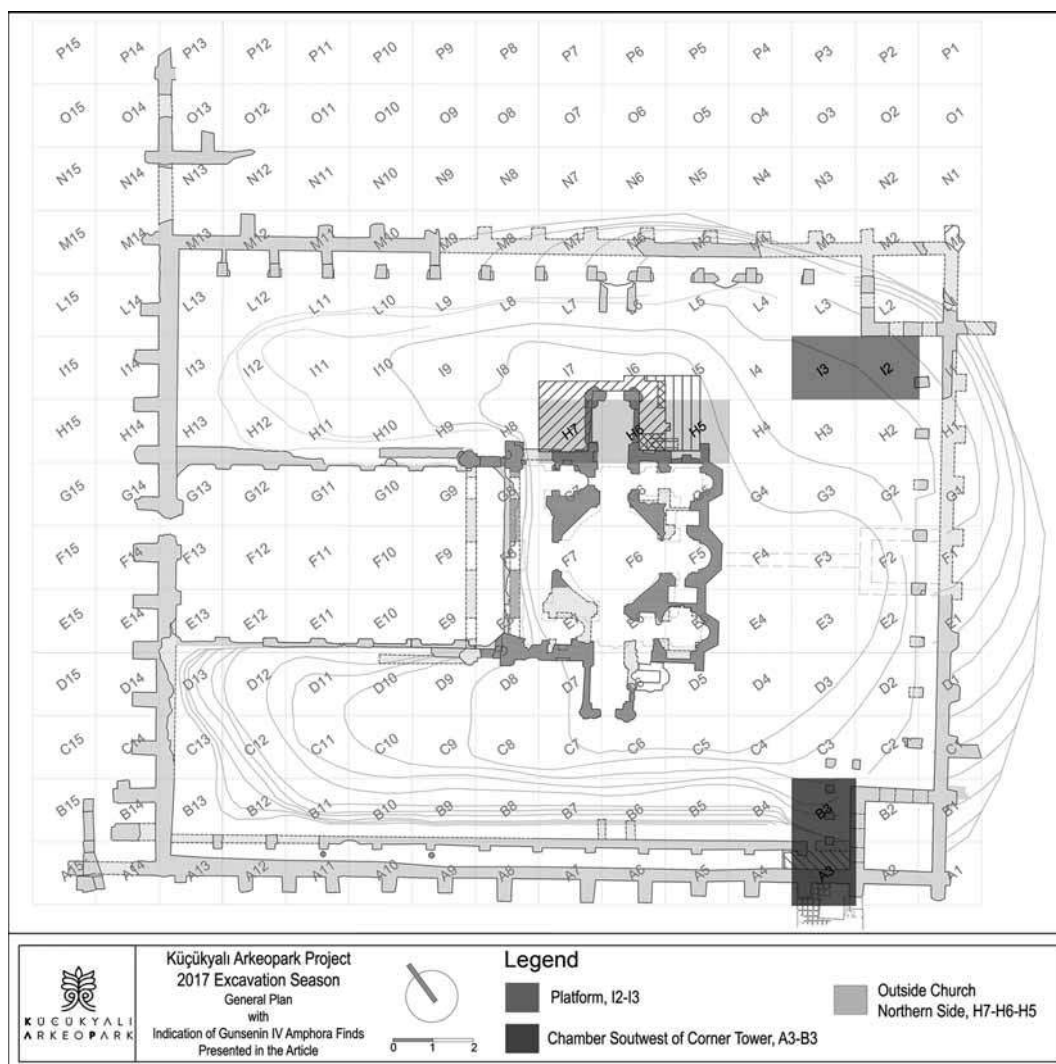 P15 P14 P13 P12 P11 P10 P9 P8 P7 P6 P5 P4 P3 P2 P1
O15 O14 O13 O12 O11 O10 O9 O8 O7 O6 O5 O4 O3 O2 O1
N15 N14 N13 N12 N11 N10 N9 N8 N7 N6 N5 N4 N3 N2 N1
M15 M14 M13 M12 M11 M10 M9 M8 M7 M6 M5 M4 M3 M2 M1
L15 L14 L13 L12 L11 L10 L9 L8 L7 L6 L5 L4 L3 L2
I15 I14 I13 I12 I11 I10 I9 I8 I7 I6 I5 I4 I3 I2 I1
H15 H14 H13 H12 H11 H10 H9 H8 H7 H6 H5 H4 H3 H2 H1
G15 G14 G13 G12 G11 G10 G9 G8 G5 G4 G3 G2 G1
F15 F14 F13 F12 F11 F10 F9 F8 F7 F6 F5 F4 F3 F2 F1
E15 E14 E13 E12 E11 E10 E9 E7 E5 E4 E3 E2 E1
D15 D14 D13 D12 D11 D10 D9 D8 D7 D5 D4 D3 D2 D1
C15 C14 C13 C12 C11 C10 C9 C8 C7 C6 C5 C4 C3 C2 C1
B15 B14 B13 B12 B11 B10 B9 B8 B7 B6 B5 B4 B3 B2 B1
A15 A14 A13 A12 A11 A10 A9 A8 A7 A6 A5 A4 A3 A2 A1
KÜÇÜKYALI
ARKEOPARK
Küçükyalı Arkeopark Project
2017 Excavation Season
General Plan
with
Indication of Gunsenin IV Amphora Finds
Presented in the Article
0 1 2
Legend
Platform, I2-I3
Chamber Soutwest of Corner Tower, A3-B3
Outside Church
Northern Side, H7-H6-H5